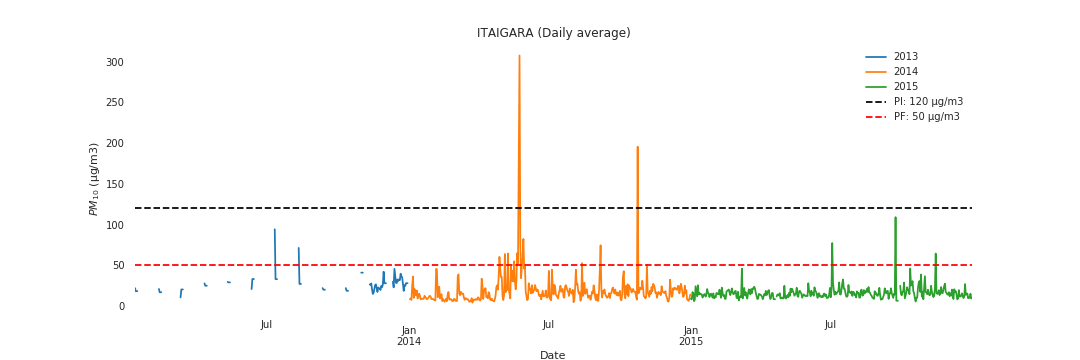 ITAIGARA (Daily average)
2013
2014
2015
PI: 120 µg/m3
PF: 50 µg/m3
PM10 (µg/m3)
300
250
200
150
100
50
0
Jul
Jan
2014
Jul
Jan
2015
Jul
Date